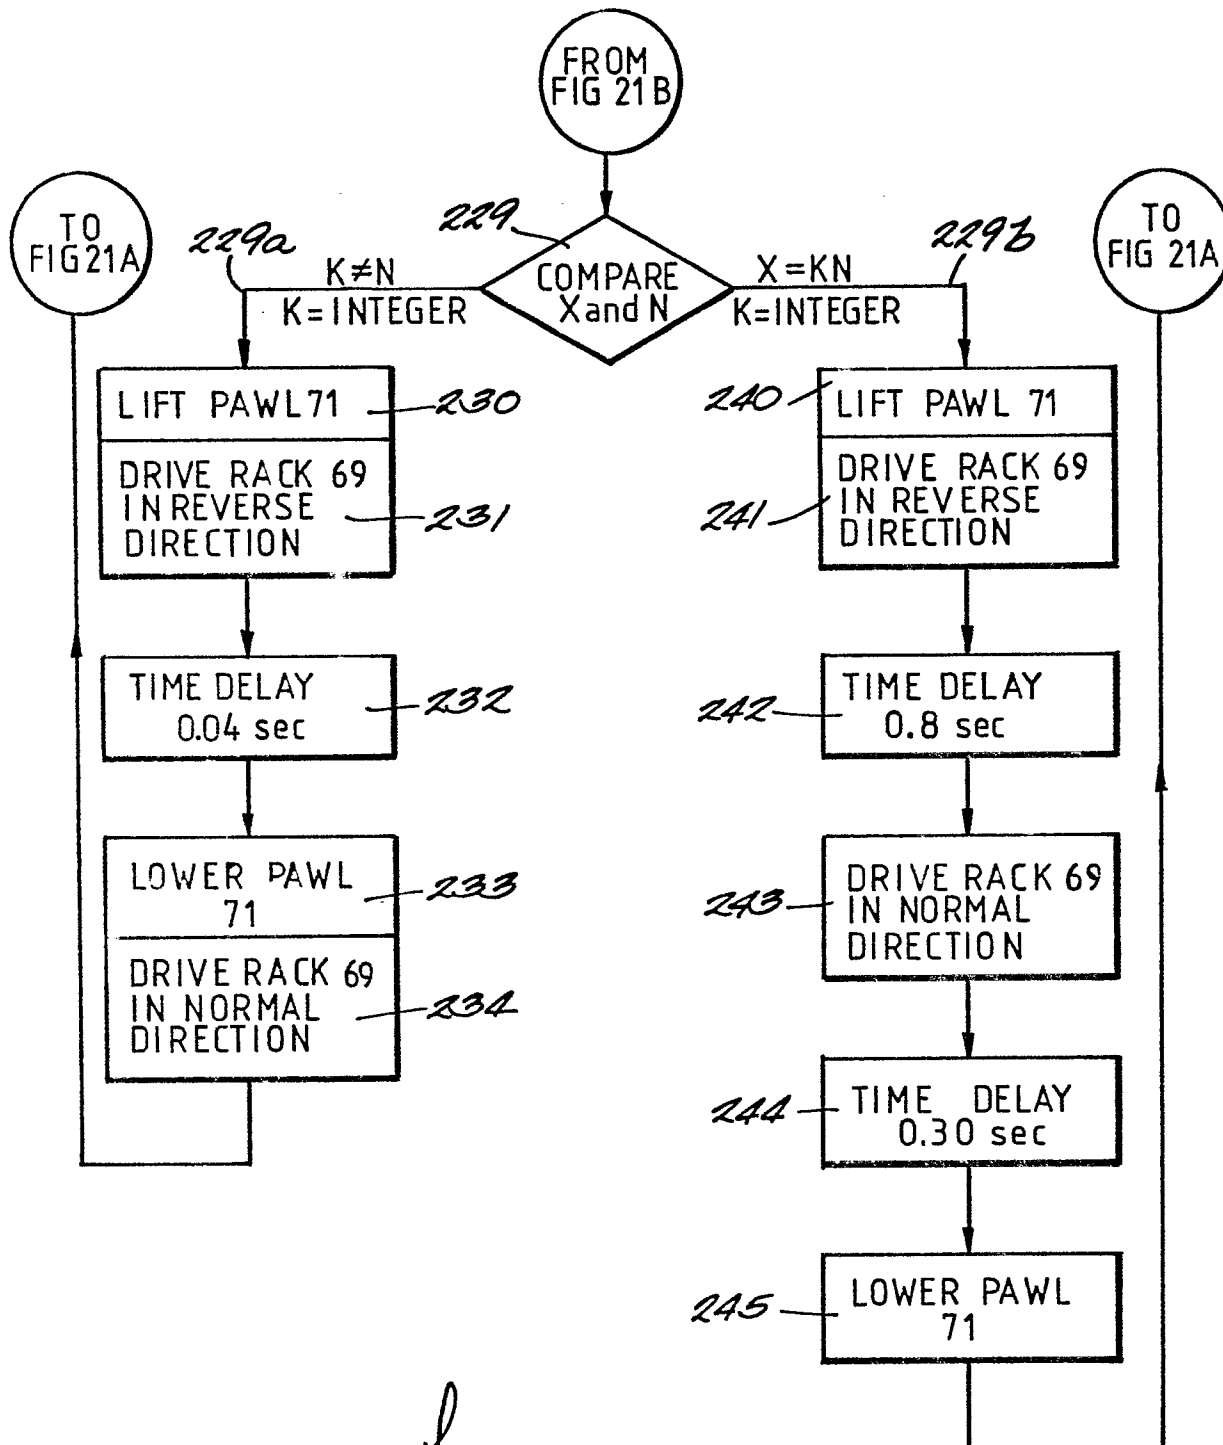 FROM
FIG 21B
TO
FIG 21A
229a
229
229b
TO
FIG 21A
K≠N
K=INTEGER
COMPARE
X and N
X=KN
K=INTEGER
LIFT PAWL 71
230
DRIVE RACK 69
IN REVERSE
DIRECTION
231
TIME DELAY
0.04 sec
232
LOWER PAWL
71
233
DRIVE RACK 69
IN NORMAL
DIRECTION
234
240
LIFT PAWL 71
241
DRIVE RACK 69
IN REVERSE
DIRECTION
242
TIME DELAY
0.8 sec
243
DRIVE RACK 69
IN NORMAL
DIRECTION
244
TIME DELAY
0.30 sec
245
LOWER PAWL
71